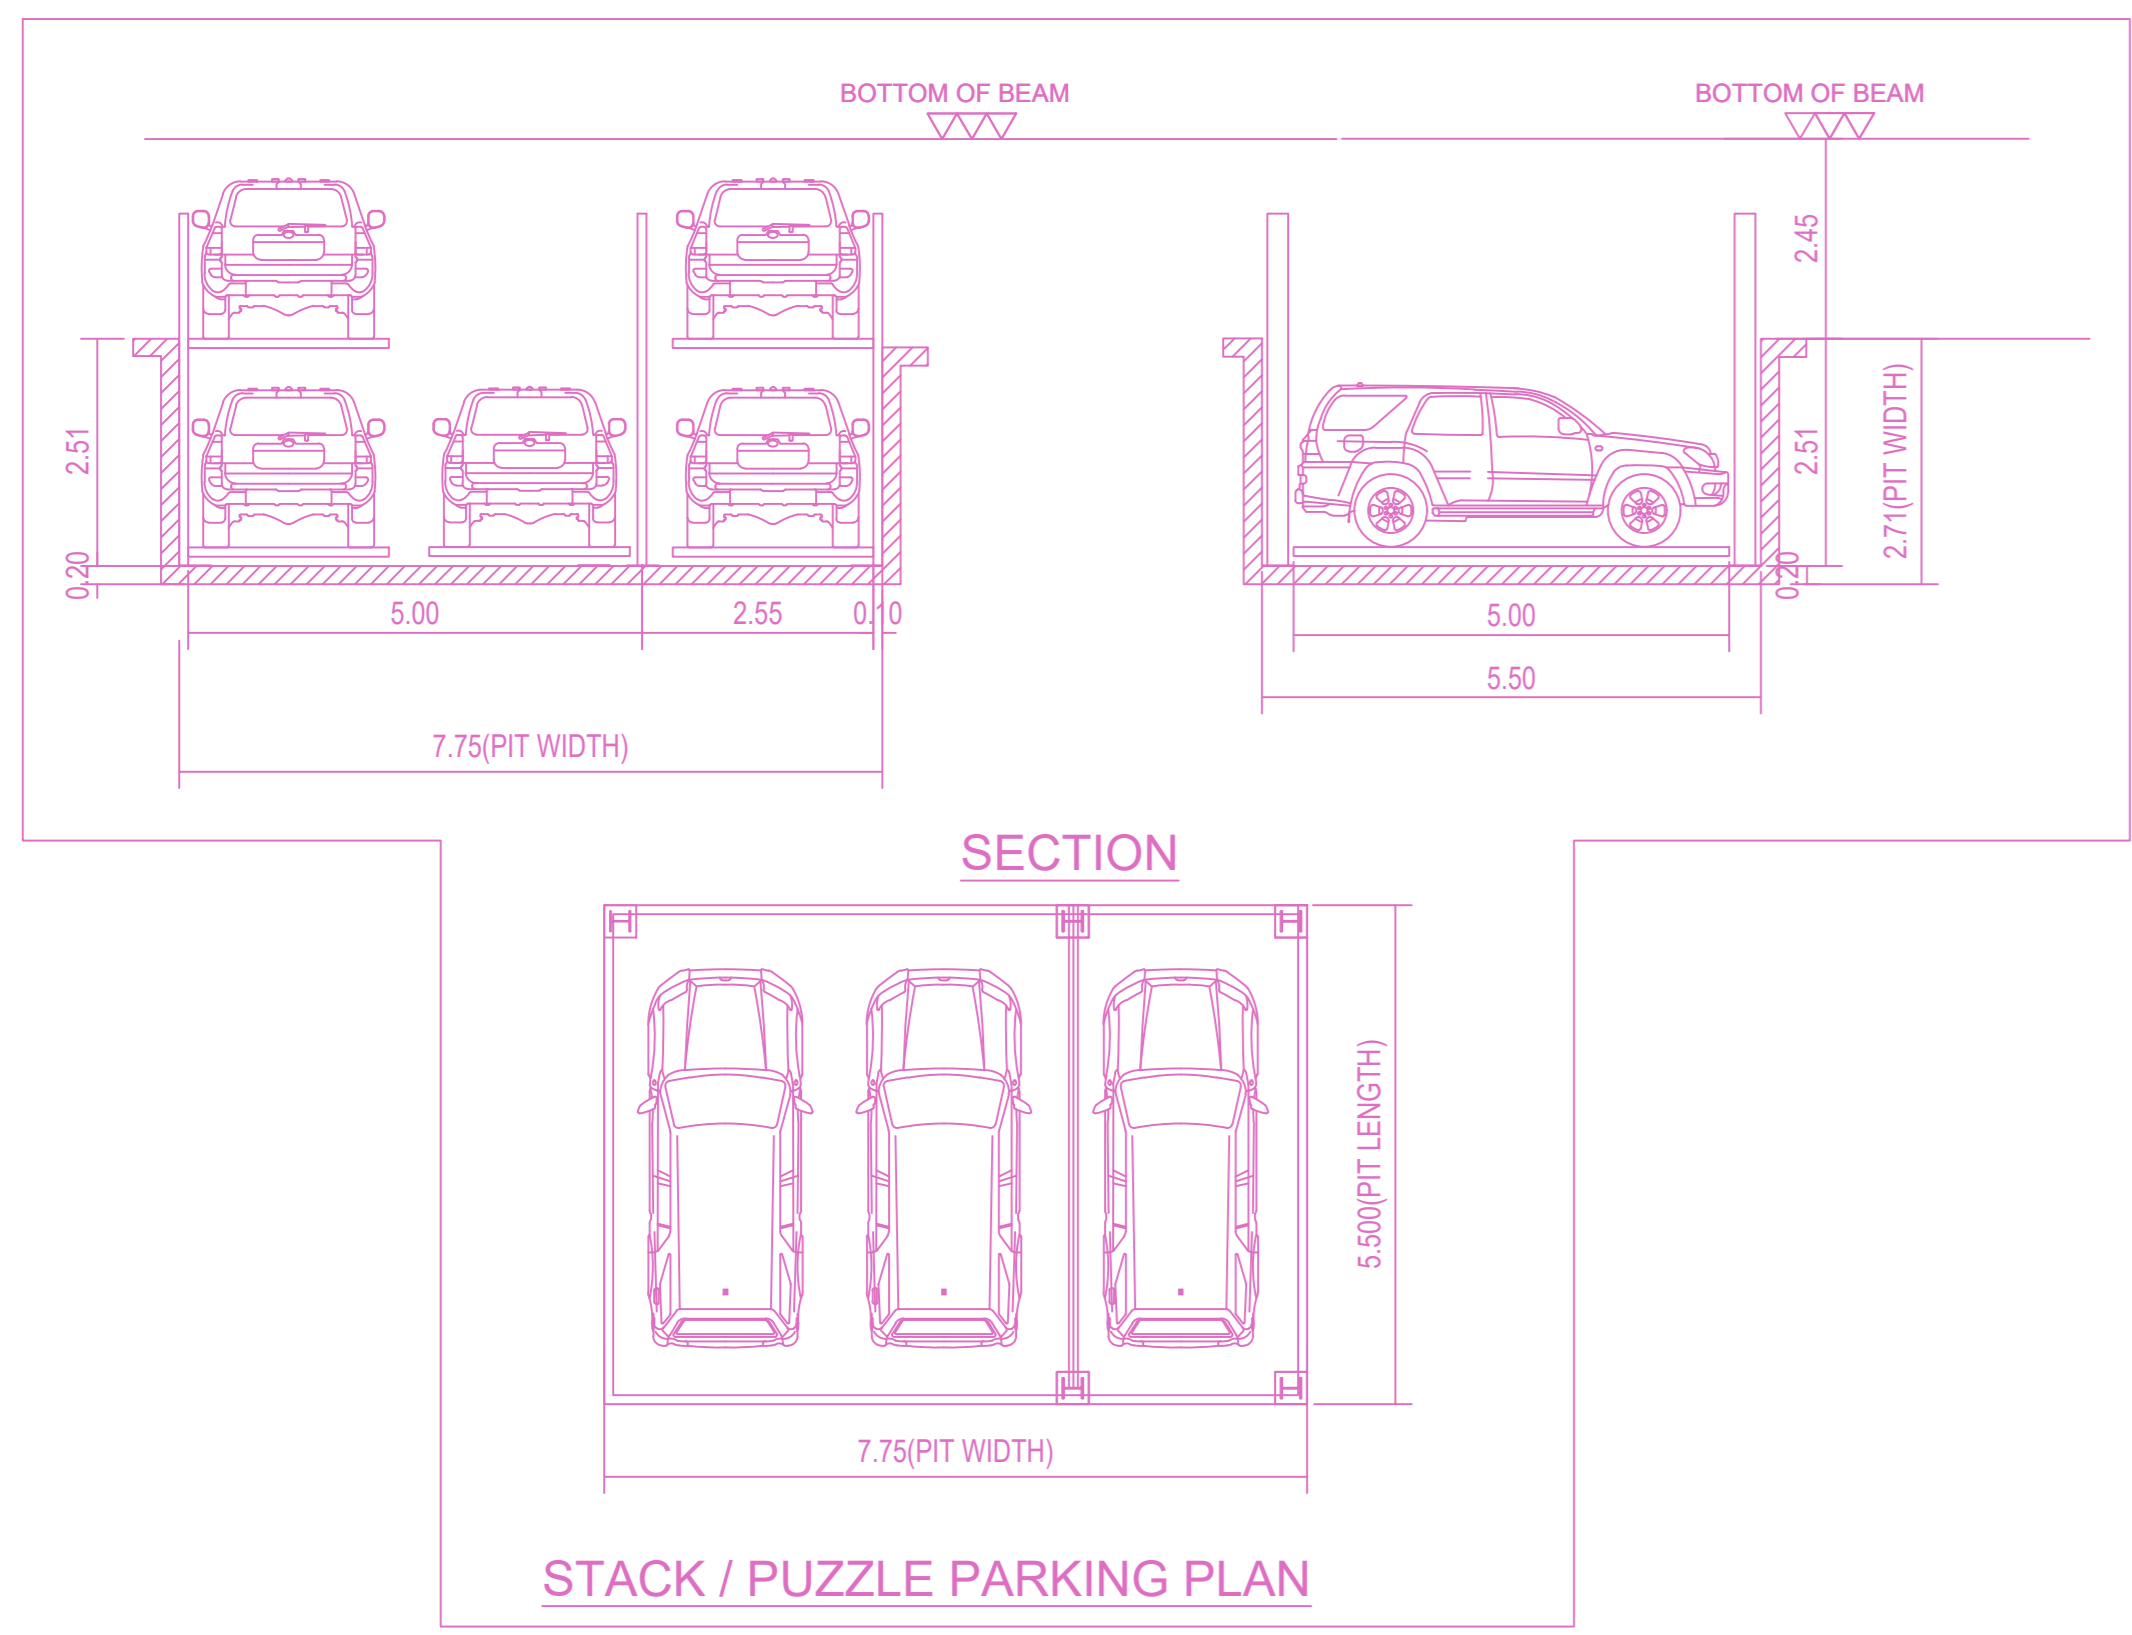 BOTTOM OF BEAM
BOTTOM OF BEAM
2.45
2.51
0.20
5.00
2.55
0.10
7.75(PIT WIDTH)
2.51
2.71(PIT WIDTH)
0.20
5.00
5.50
SECTION
5.500(PIT LENGTH)
7.75(PIT WIDTH)
STACK / PUZZLE PARKING PLAN